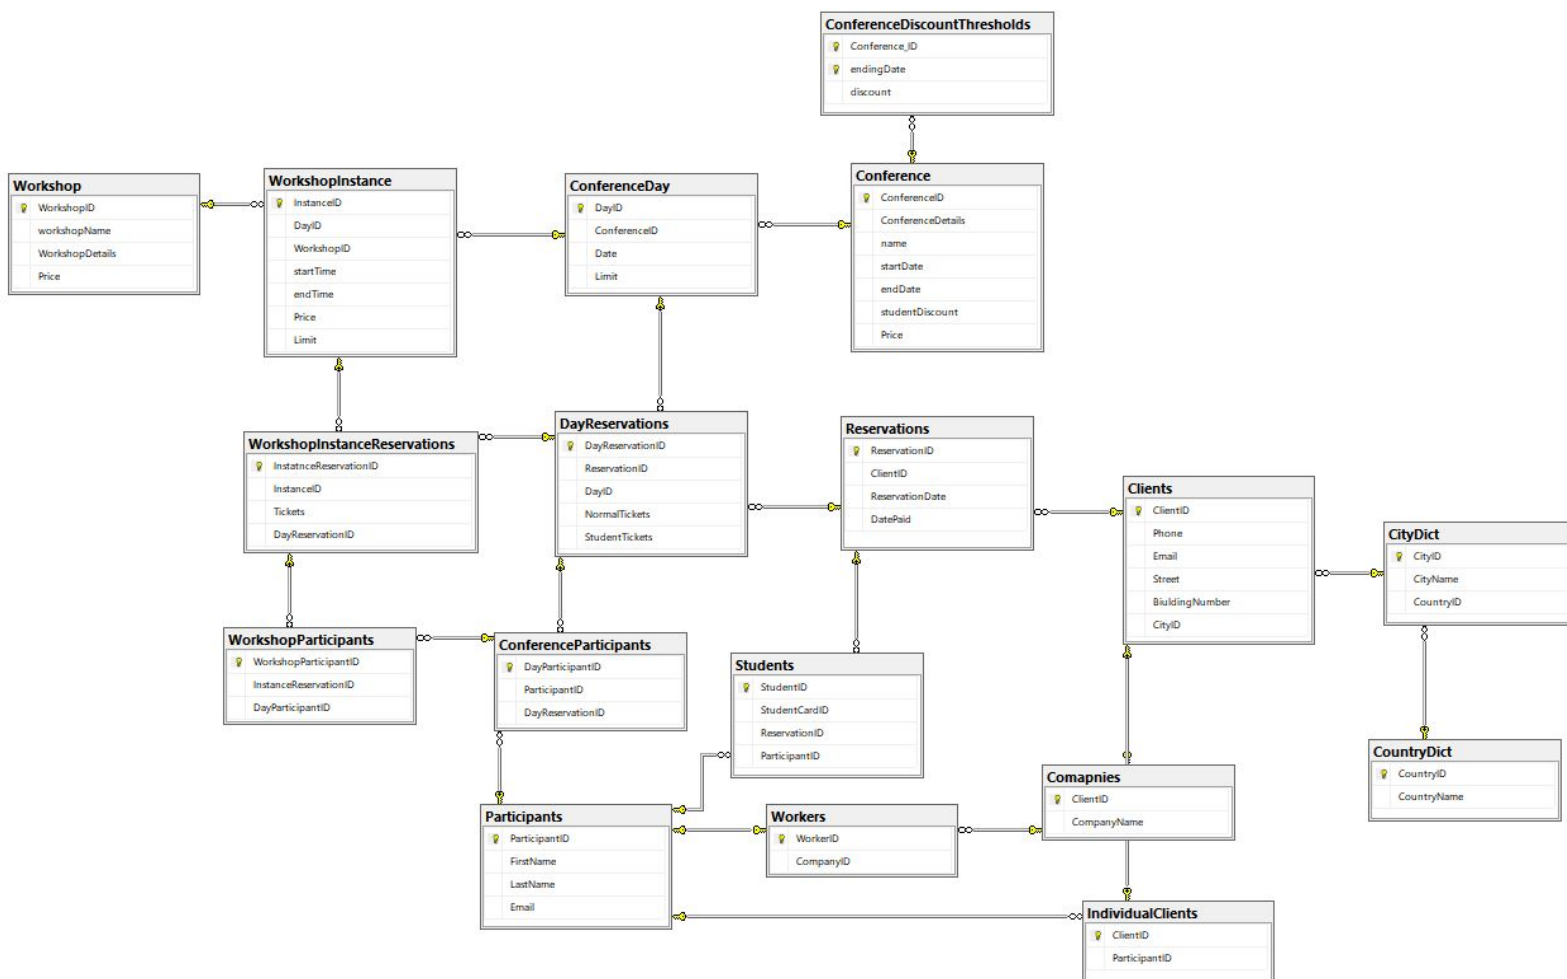 ConferenceDiscountThresholds
Conference_ID
endingDate
discount
Workshop
WorkshopID
workshopName
WorkshopDetails
Price
WorkshopInstance
InstanceID
DayID
WorkshopID
startTime
endTime
Price
Limit
ConferenceDay
DayID
ConferenceID
Date
Limit
Conference
ConferenceID
ConferenceDetails
name
startDate
endDate
studentDiscount
Price
WorkshopInstanceReservations
InstatnceReservationID
InstanceID
Tickets
DayReservationID
DayReservations
DayReservationID
ReservationID
DayID
NormalTickets
StudentTickets
Reservations
ReservationID
ClientID
ReservationDate
DatePaid
Clients
ClientID
Phone
Email
Street
BiuldingNumber
CityID
CityDict
CityID
CityName
CountryID
WorkshopParticipants
WorkshopParticipantID
InstanceReservationID
DayParticipantID
ConferenceParticipants
DayParticipantID
ParticipantID
DayReservationID
Students
StudentID
StudentCardID
ReservationID
ParticipantID
CountryDict
CountryID
CountryName
Participants
ParticipantID
FirstName
LastName
Email
Workers
WorkerID
CompanyID
Comapnies
ClientID
CompanyName
IndividualClients
ClientID
ParticipantID